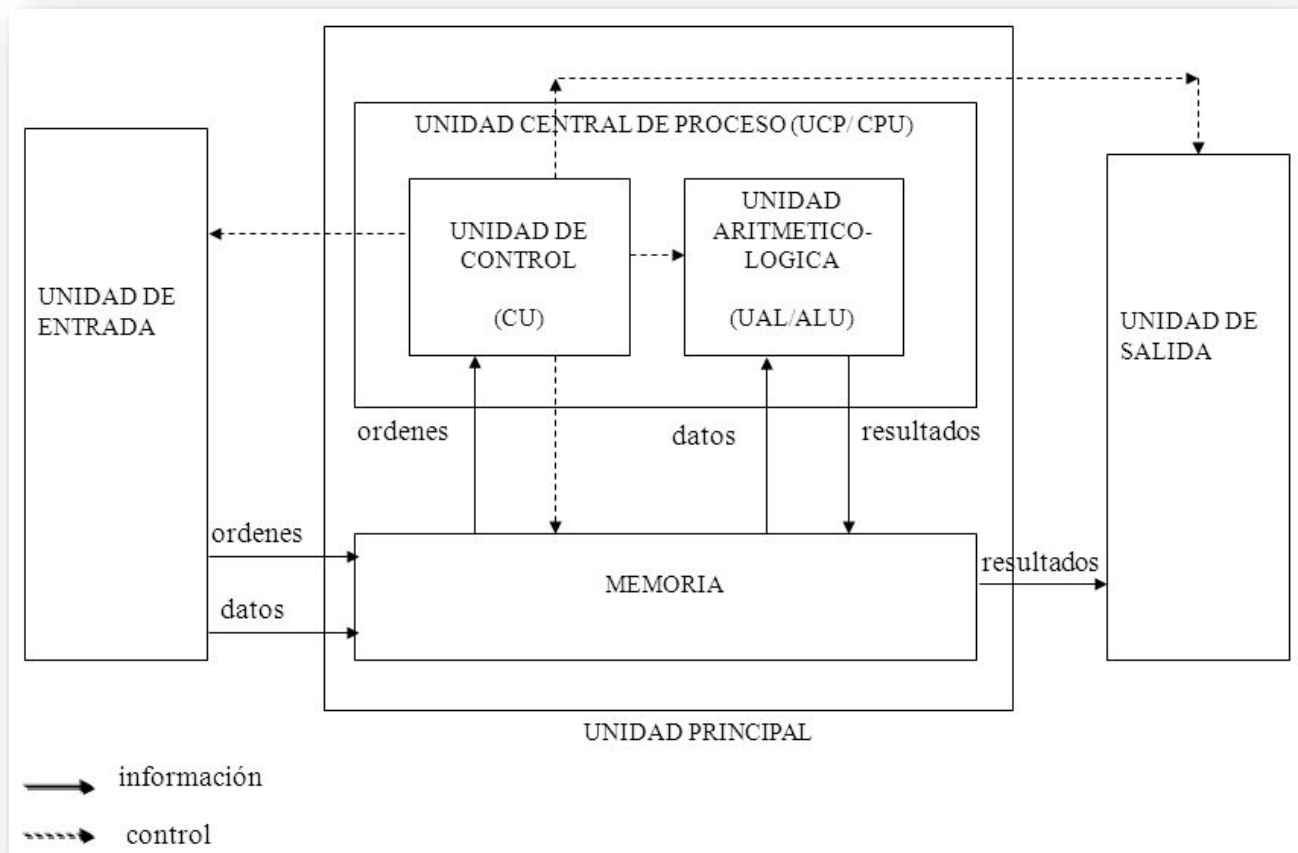 UNIDAD CENTRAL DE PROCESO (UCP/ CPU)
UNIDAD DE
ENTRADA
UNIDAD DE
CONTROL
(CU)
UNIDAD
ARITMETICO-
LOGICA
(UAL/ALU)
UNIDAD DE
SALIDA
ordenes
datos
resultados
ordenes
datos
MEMORIA
resultados
UNIDAD PRINCIPAL
información
control